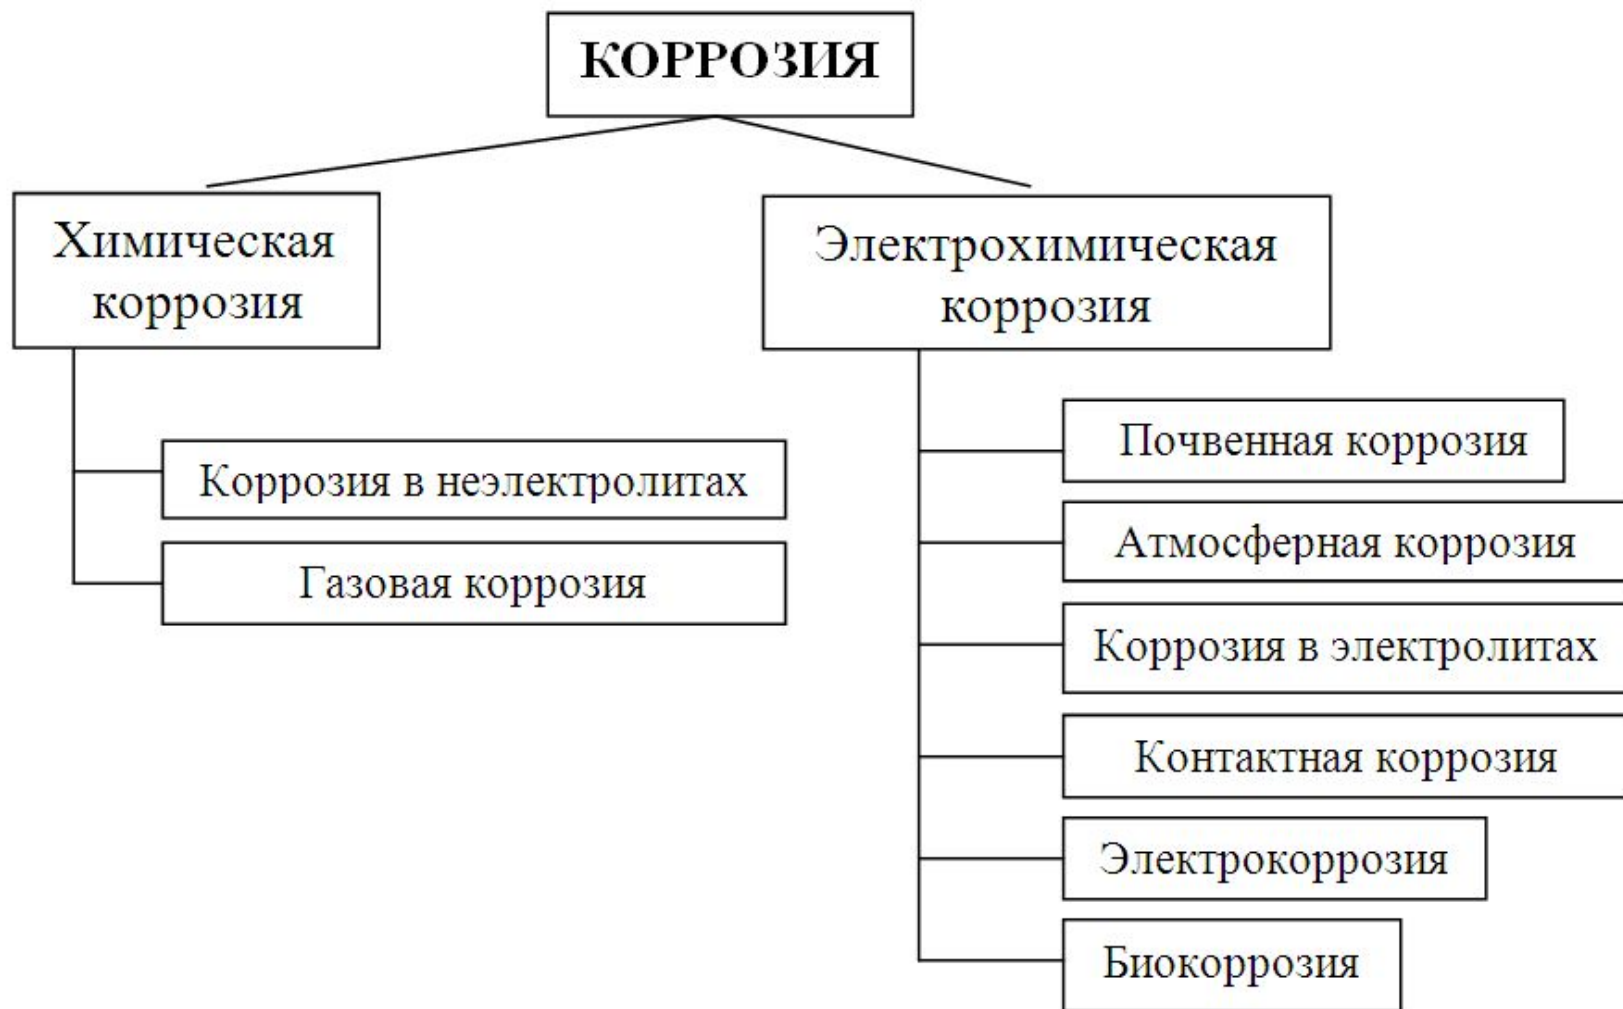 КОРРОЗИЯ
Химическая
коррозия
Коррозия в неэлектролитах
Газовая коррозия
Электрохимическая
коррозия
Почвенная коррозия
Атмосферная коррозия
Коррозия в электролитах
Контактная коррозия
Электрокоррозия
Биокоррозия